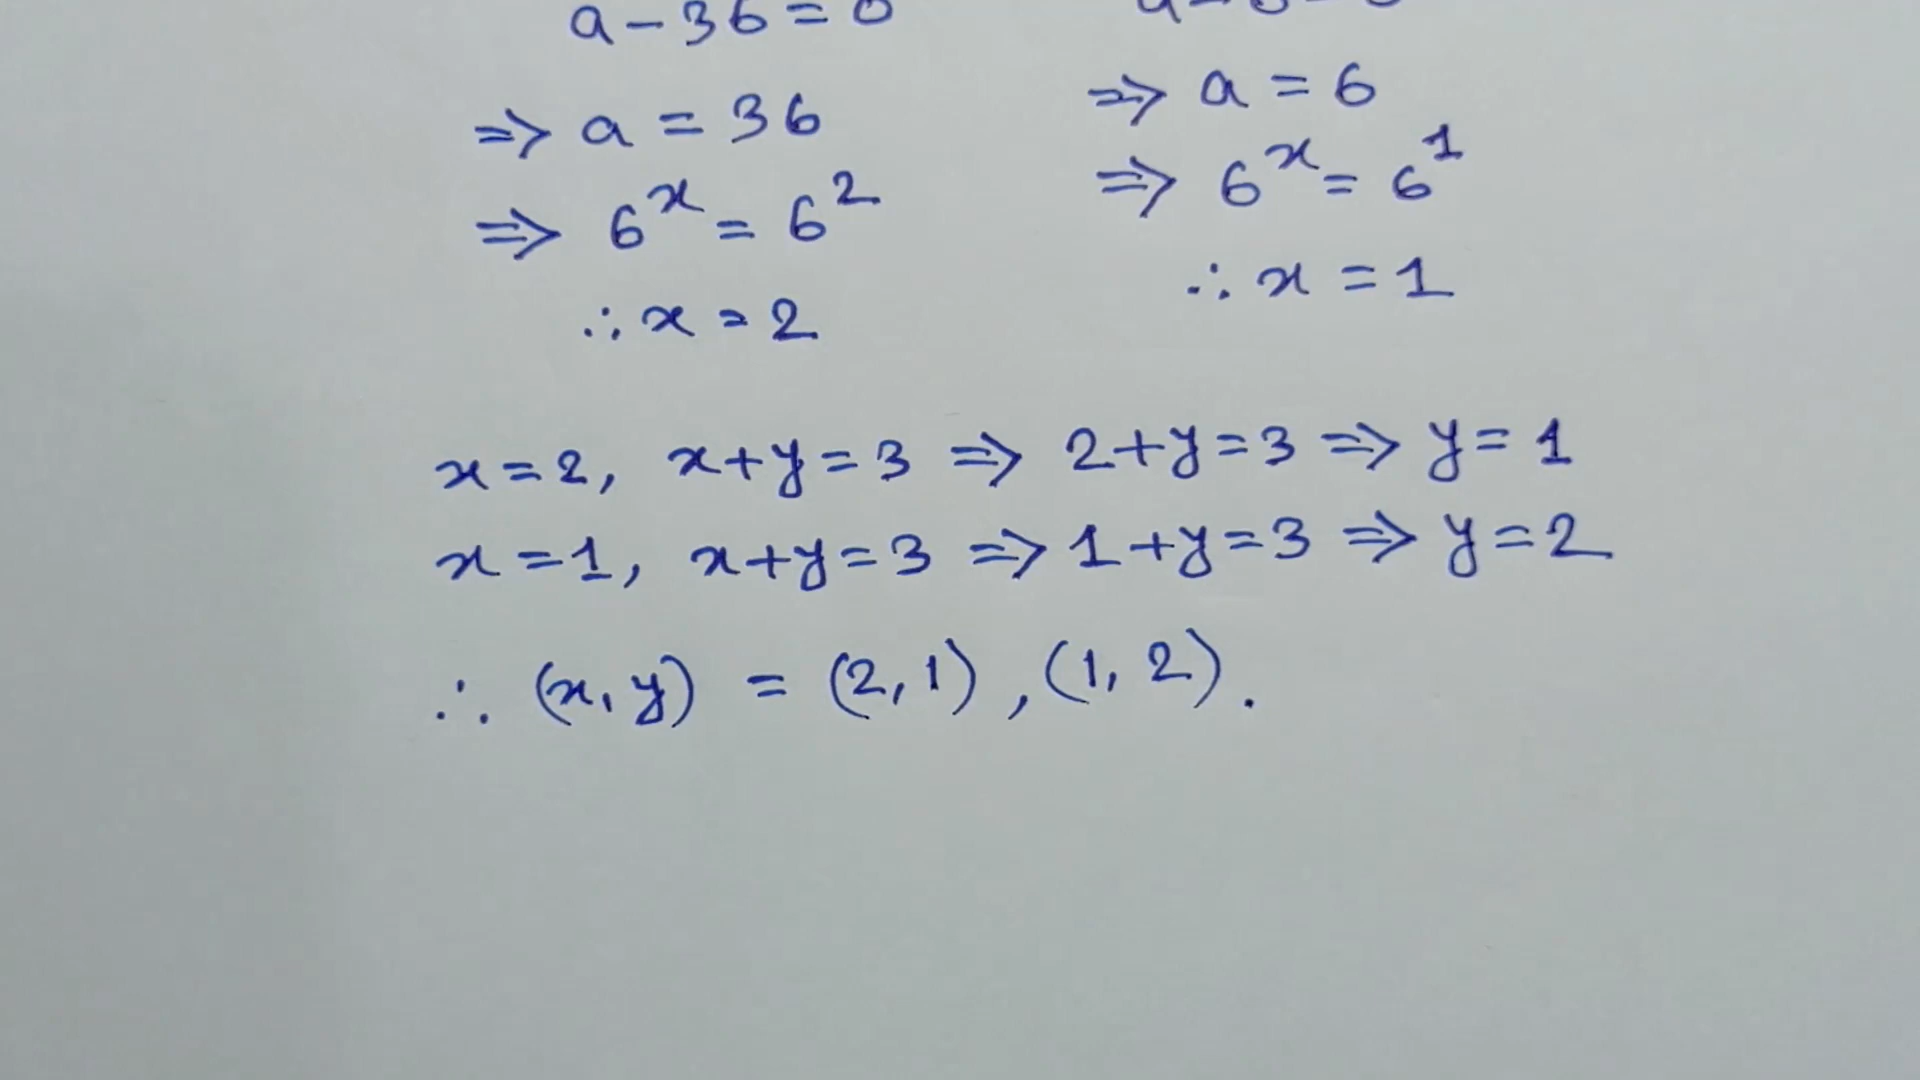 a - 36 = 0
⇒ a = 36
⇒ 6^x = 6^2
∴ x = 2
⇒ a = 6
⇒ 6^x = 6^1
∴ x = 1
x = 2, x + y = 3 ⇒ 2 + y = 3 ⇒ y = 1
x = 1, x + y = 3 ⇒ 1 + y = 3 ⇒ y = 2
∴ (x, y) = (2, 1), (1, 2).